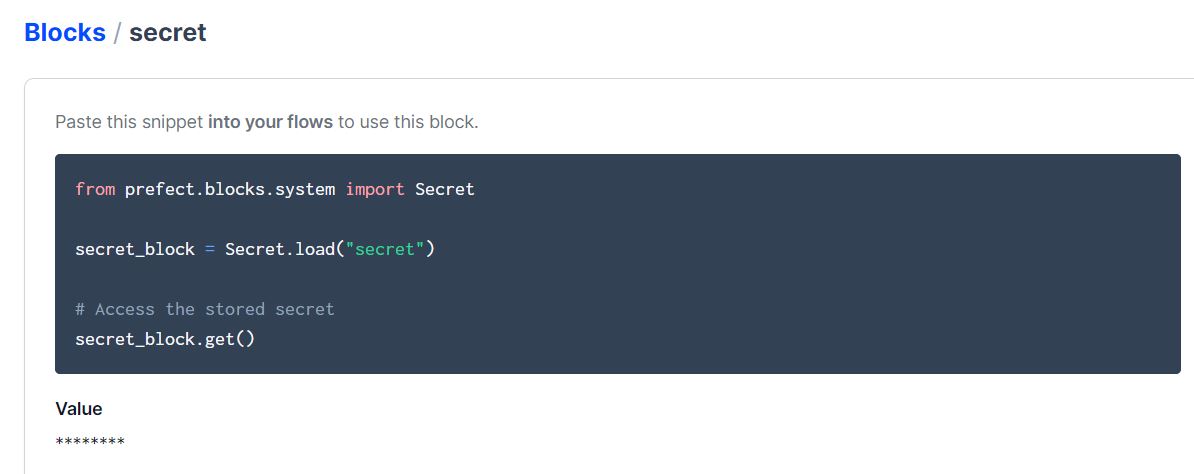 Blocks / secret
Paste this snippet into your flows to use this block.
from prefect.blocks.system import Secret
secret_block = Secret.load("secret")
# Access the stored secret
secret_block.get()
Value
********